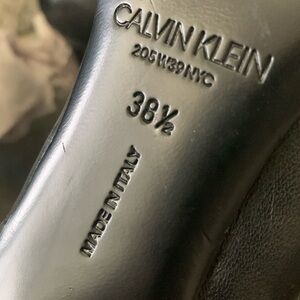 CALVIN KLEIN
205W39NYC
38½
MADE IN ITALY